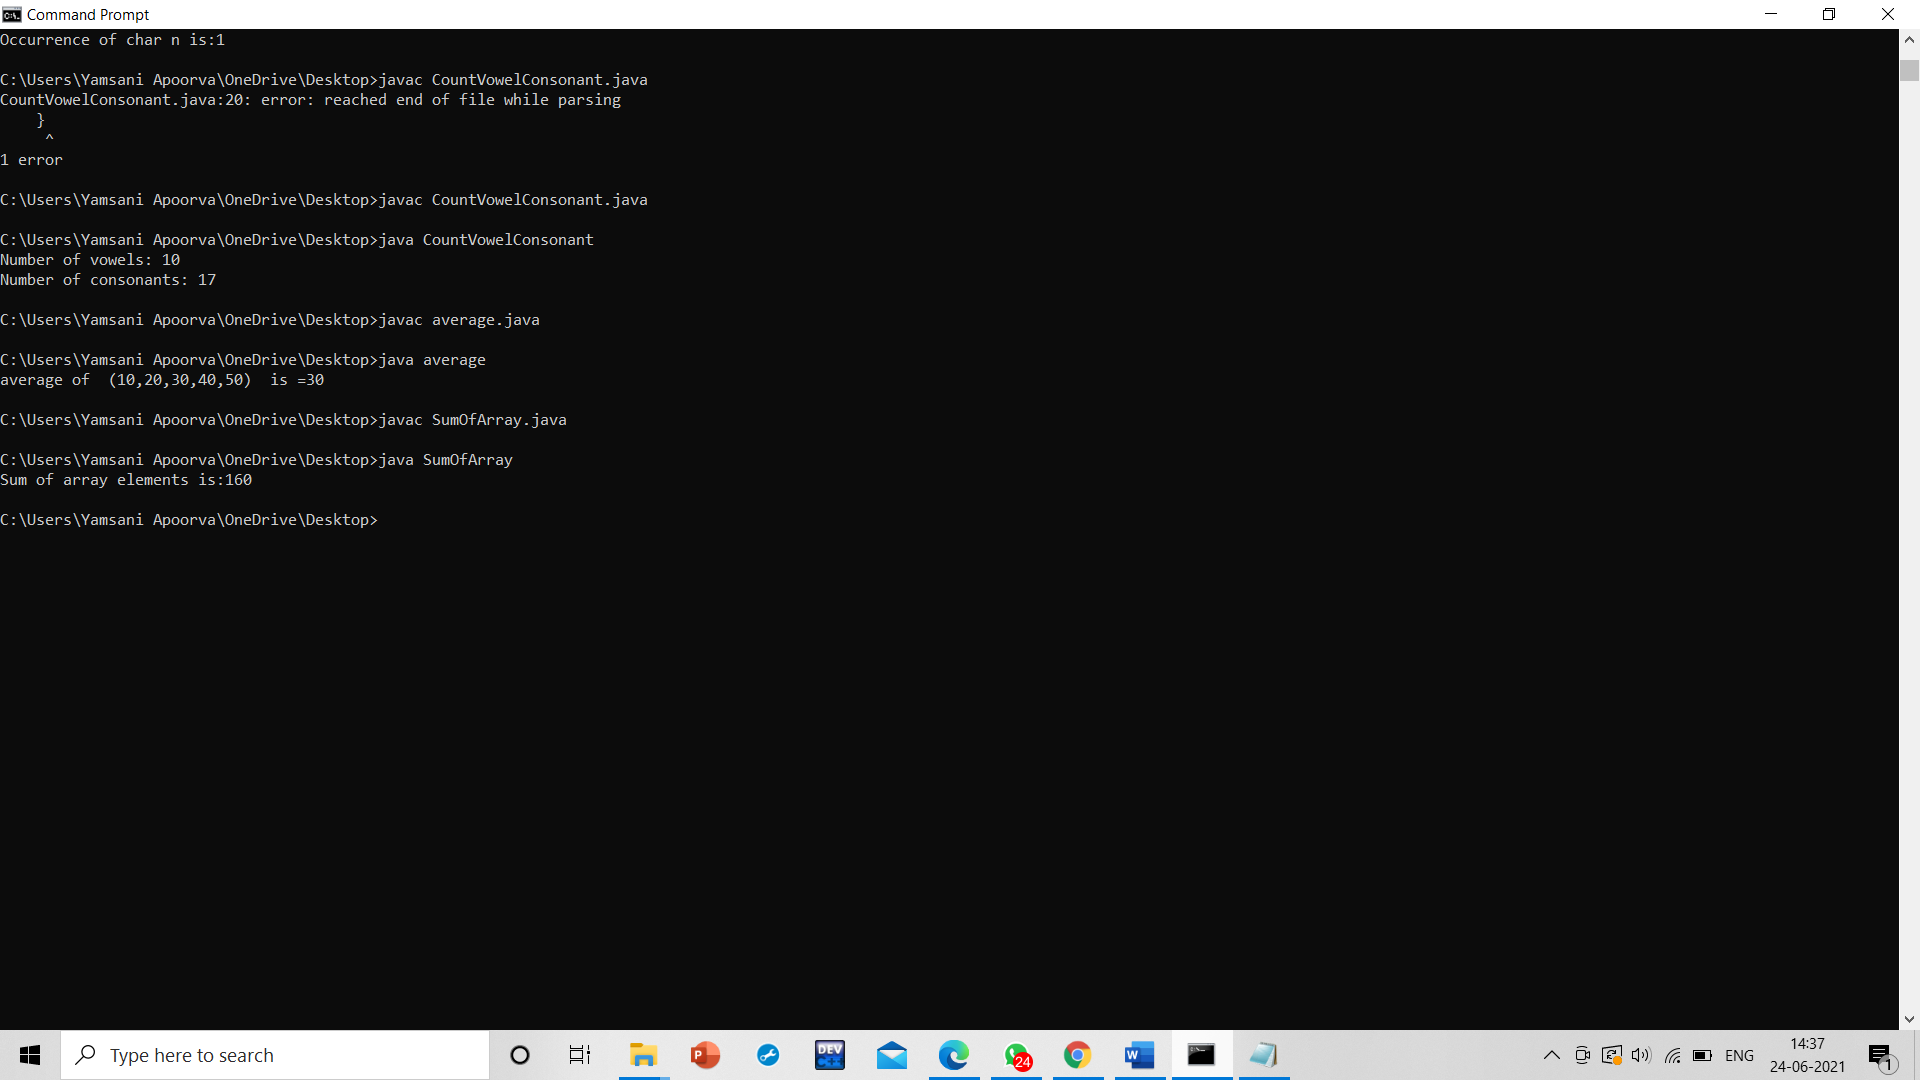 Command Prompt
Occurrence of char n is:1
C:\Users\Yamsani Apoorva\OneDrive\Desktop>javac CountVowelConsonant.java
CountVowelConsonant.java:20: error: reached end of file while parsing
    }
     ^
1 error
C:\Users\Yamsani Apoorva\OneDrive\Desktop>javac CountVowelConsonant.java
C:\Users\Yamsani Apoorva\OneDrive\Desktop>java CountVowelConsonant
Number of vowels: 10
Number of consonants: 17
C:\Users\Yamsani Apoorva\OneDrive\Desktop>javac average.java
C:\Users\Yamsani Apoorva\OneDrive\Desktop>java average
average of  (10,20,30,40,50)  is =30
C:\Users\Yamsani Apoorva\OneDrive\Desktop>javac SumOfArray.java
C:\Users\Yamsani Apoorva\OneDrive\Desktop>java SumOfArray
Sum of array elements is:160
C:\Users\Yamsani Apoorva\OneDrive\Desktop>
Type here to search
P
DEV
C++
24
W
ENG
14:37
24-06-2021
1